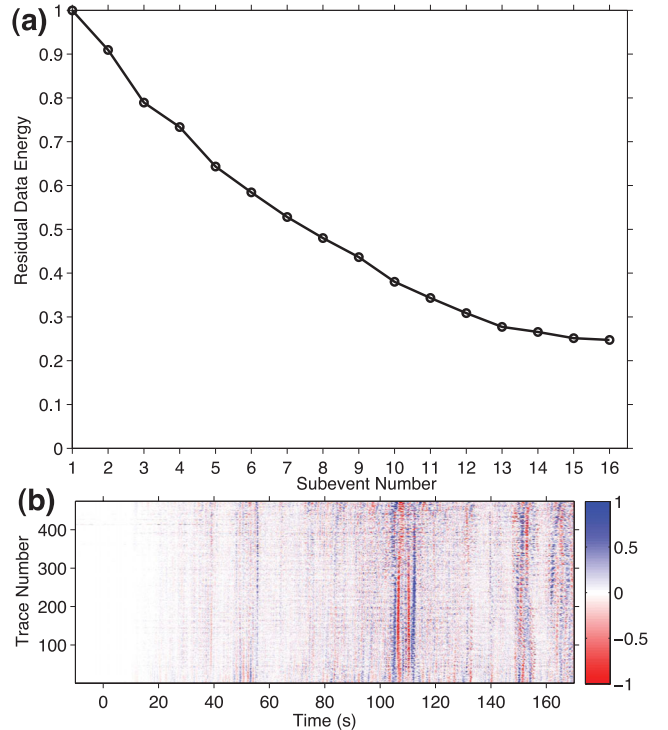 (a)
1
0.9
0.8
0.7
0.6
0.5
0.4
0.3
0.2
0.1
0
Residual Data Energy
1 2 3 4 5 6 7 8 9 10 11 12 13 14 15 16
Subevent Number
(b)
400
300
200
100
Trace Number
0 20 40 60 80 100 120 140 160
Time (s)
1
0.5
0
−0.5
−1